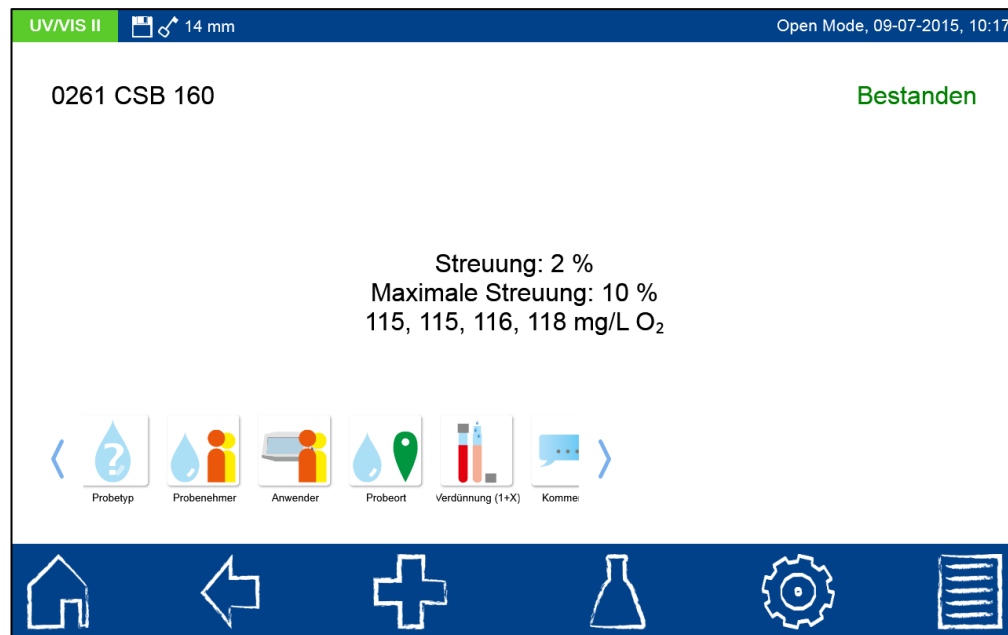 UV/VIS II 14 mm Open Mode, 09-07-2015, 10:17
0261 CSB 160 Bestanden
Streuung: 2 %
Maximale Streuung: 10 %
115, 115, 116, 118 mg/L O₂
?
Probetyp Probenehmer Anwender Probeort Verdünnung (1+X) Kommen